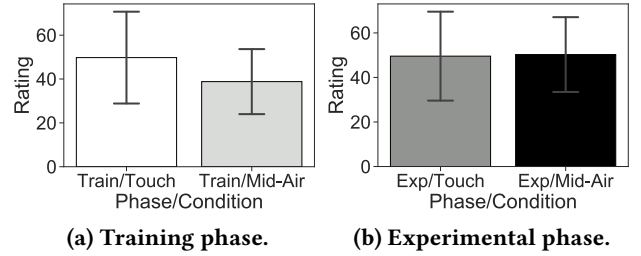 Rating
60
40
20
0
Train/Touch Train/Mid-Air
Phase/Condition
(a) Training phase.
Rating
60
40
20
0
Exp/Touch Exp/Mid-Air
Phase/Condition
(b) Experimental phase.